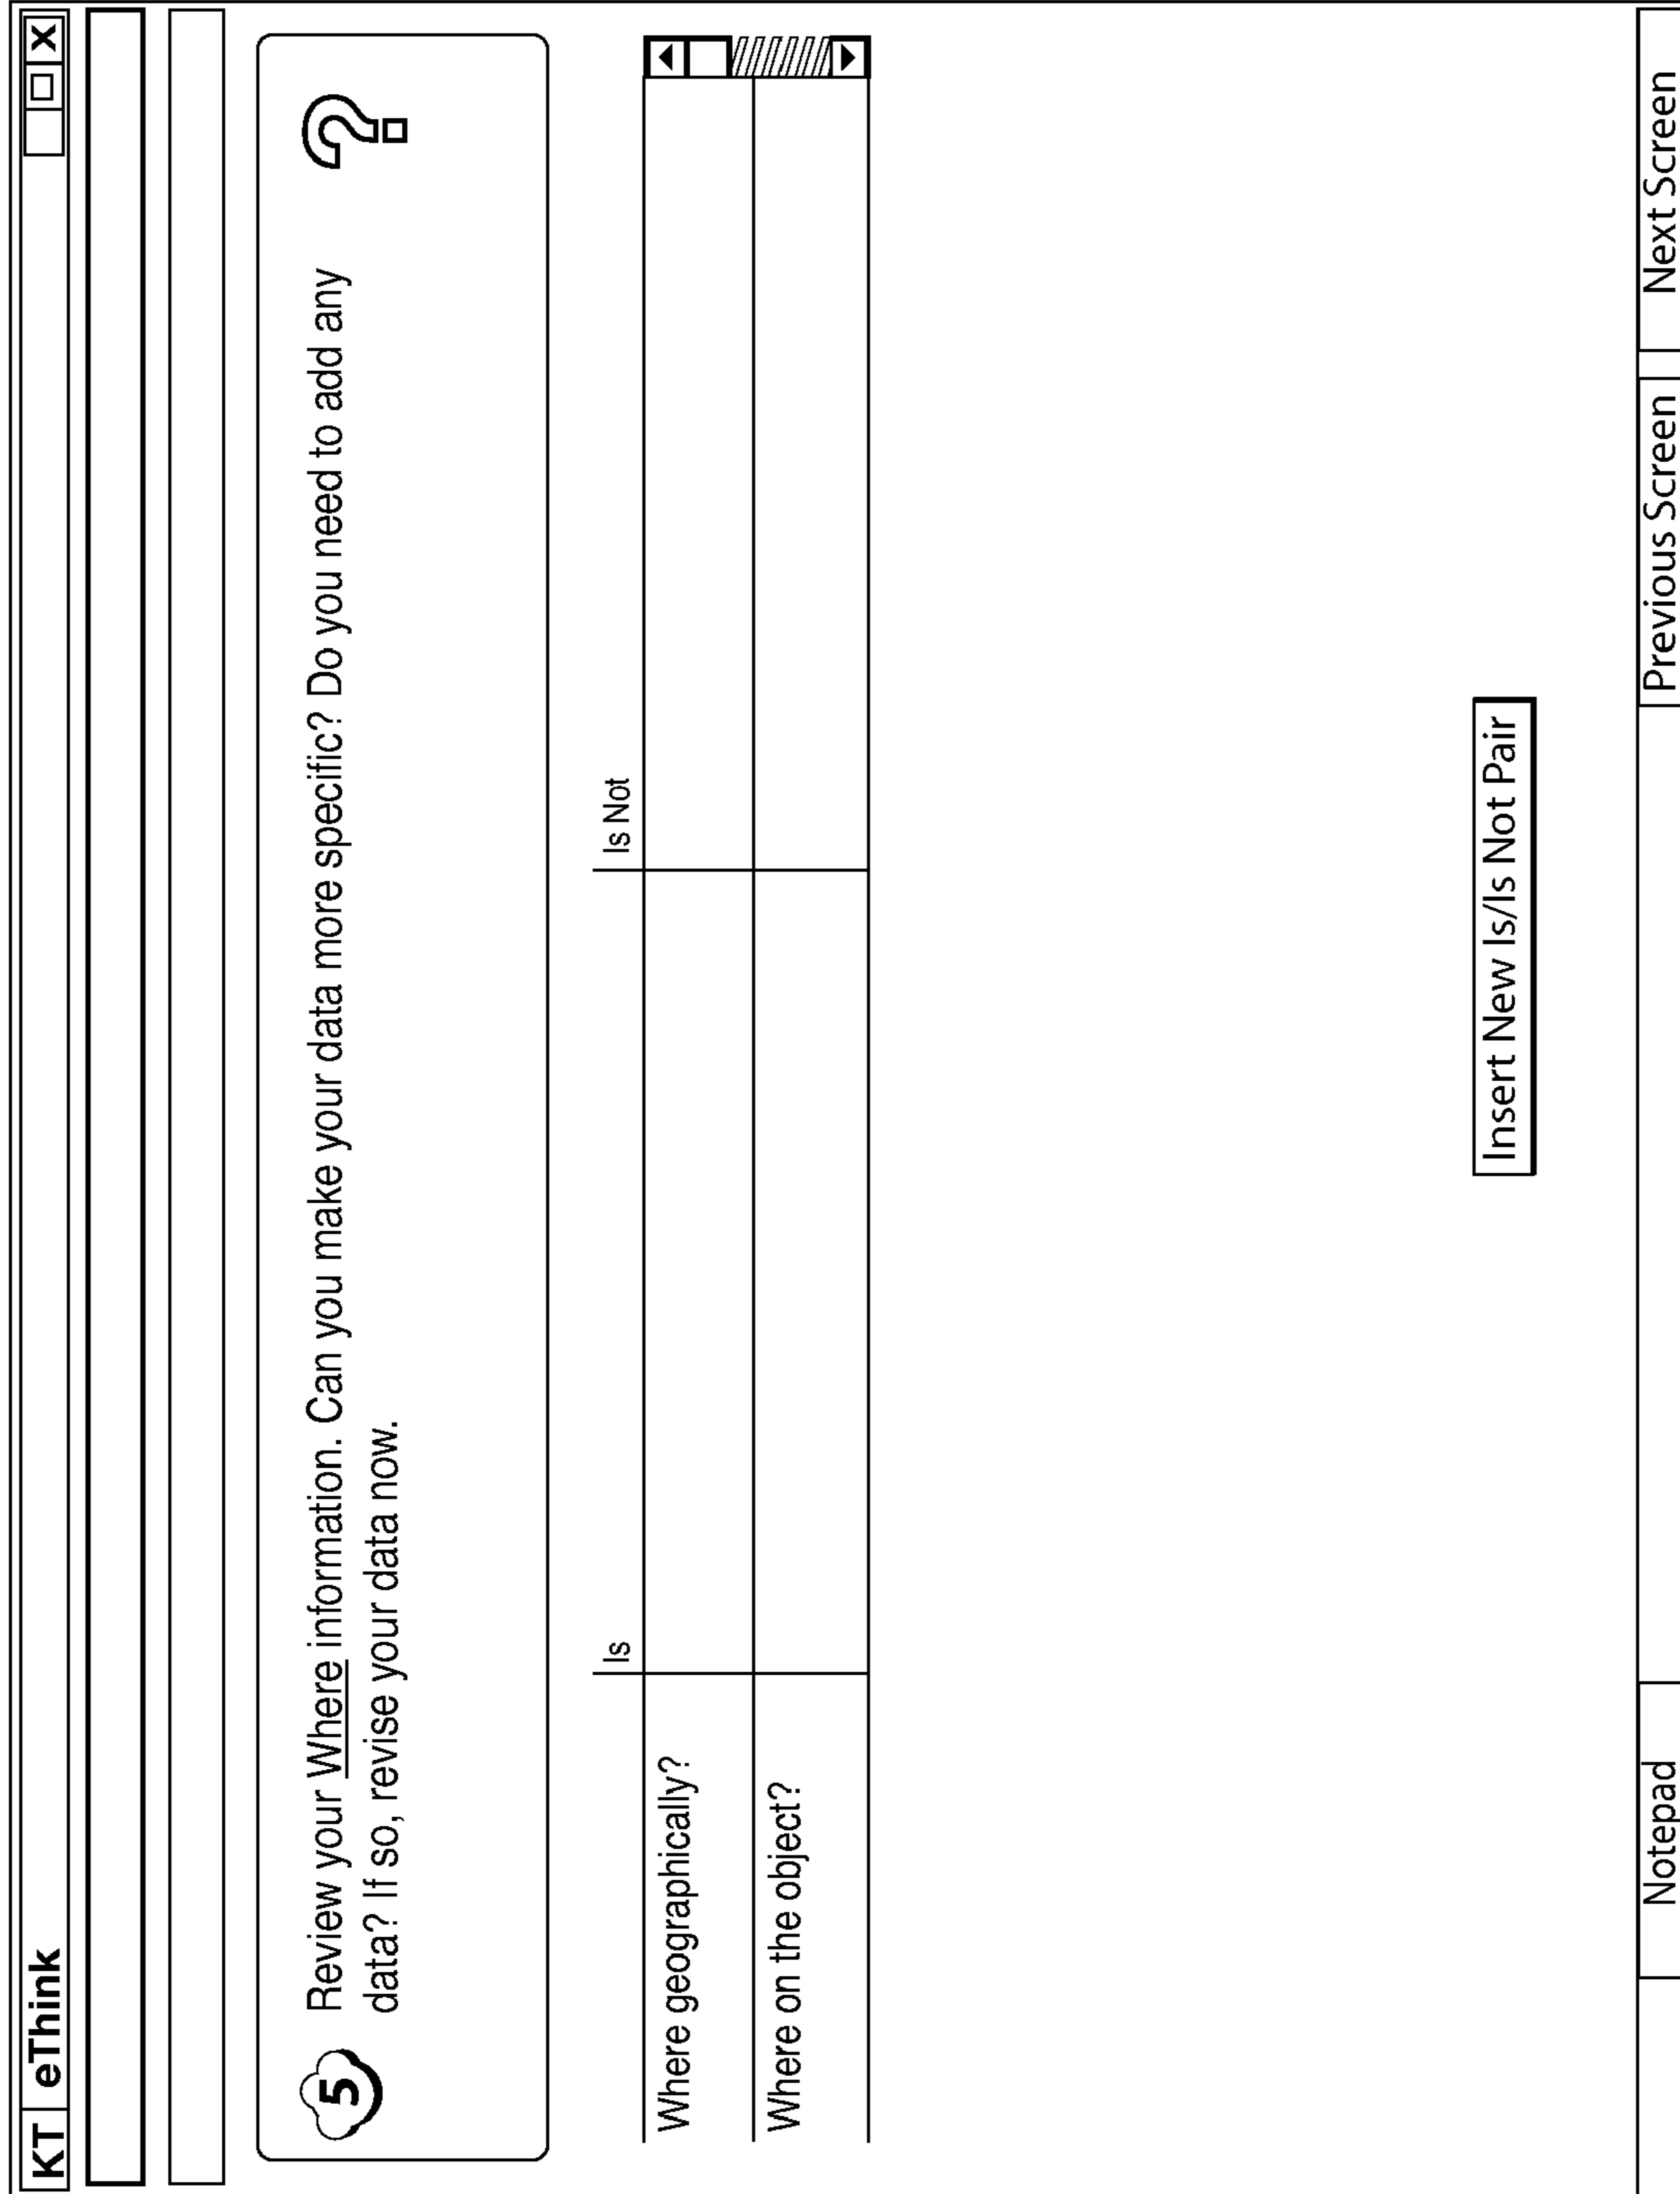 KT eThink
5 Review your Where information. Can you make your data more specific? Do you need to add any ?
data? If so, revise your data now.
Is Is Not
Where geographically?
Where on the object?
Insert New Is/Is Not Pair
Notepad Previous Screen Next Screen